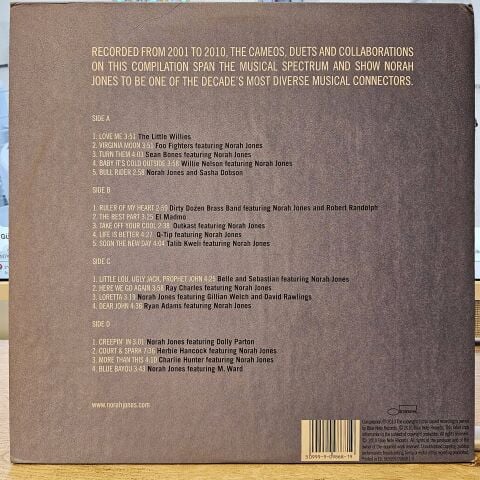 RECORDED FROM 2001 TO 2010, THE CAMEOS, DUETS AND COLLABORATIONS
ON THIS COMPILATION SPAN THE MUSICAL SPECTRUM AND SHOW NORAH
JONES TO BE ONE OF THE DECADE'S MOST DIVERSE MUSICAL CONNECTORS.
SIDE A
1. LOVE ME 3:51 The Little Willies
2. VIRGINIA MOON 3:51 Foo Fighters featuring Norah Jones
3. TURN THEM 4:01 Sean Bones featuring Norah Jones
4. BABY IT'S COLD OUTSIDE 3:58 Willie Nelson featuring Norah Jones
5. BULL RIDER 2:58 Norah Jones and Sasha Dobson
SIDE B
1. RULER OF MY HEART 2:59 Dirty Dozen Brass Band featuring Norah Jones and Robert Randolph
2. THE BEST PART 3:25 El Madmo
3. TAKE OFF YOUR COOL 2:38 Outkast featuring Norah Jones
4. LIFE IS BETTER 4:27 Q-Tip featuring Norah Jones
5. SOON THE NEW DAY 4:04 Talib Kweli featuring Norah Jones
SIDE C
1. LITTLE LOU, UGLY JACK, PROPHET JOHN 4:25 Belle and Sebastian featuring Norah Jones
2. HERE WE GO AGAIN 3:58 Ray Charles featuring Norah Jones
3. LORETTA 3:13 Norah Jones featuring Gillian Welch and David Rawlings
4. DEAR JOHN 4:38 Ryan Adams featuring Norah Jones
SIDE D
1. CREEPIN' IN 3:01 Norah Jones featuring Dolly Parton
2. COURT & SPARK 7:36 Herbie Hancock featuring Norah Jones
3. MORE THAN THIS 4:10 Charlie Hunter featuring Norah Jones
4. BLUE BAYOU 3:43 Norah Jones featuring M. Ward
www.norahjones.com